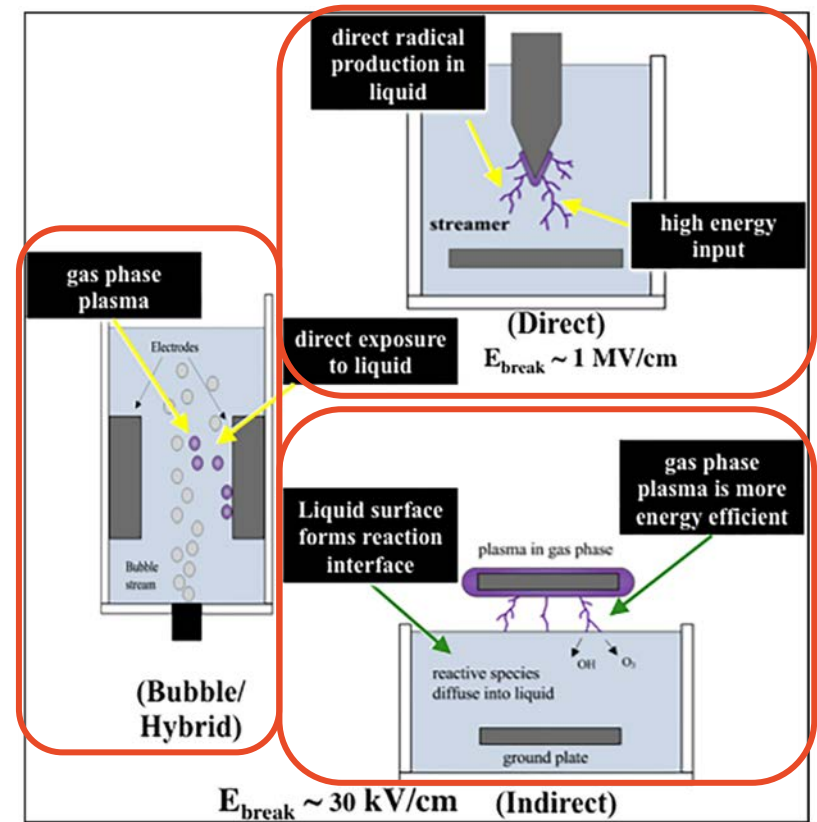 direct radical
production in
liquid
streamer
high energy
input
(Direct)
E_break ~ 1 MV/cm
gas phase
plasma
Electrodes
direct exposure
to liquid
Bubble
stream
(Bubble/
Hybrid)
Liquid surface
forms reaction
interface
gas phase
plasma is more
energy efficient
plasma in gas phase
OH O₃
reactive species
diffuse into liquid
ground plate
E_break ~ 30 kV/cm (Indirect)